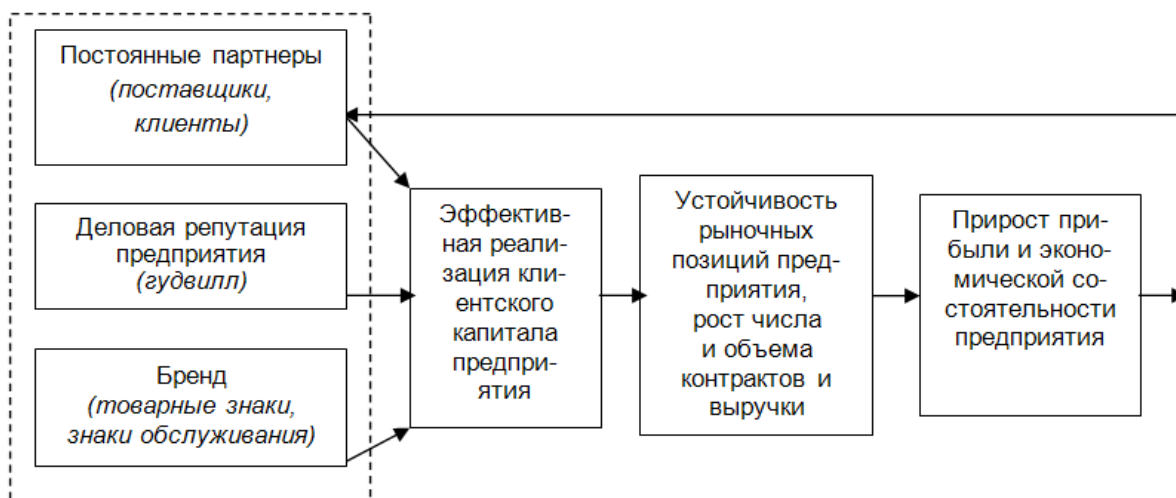 Постоянные партнеры
(поставщики,
клиенты)
Деловая репутация
предприятия
(гудвилл)
Бренд
(товарные знаки,
знаки обслуживания)
Эффектив-
ная реали-
зация кли-
ентского
капитала
предпри-
ятия
Устойчивость
рыночных
позиций пред-
приятия,
рост числа
и объема
контрактов и
выручки
Прирост при-
были и эконо-
мической со-
стоятельности
предприятия